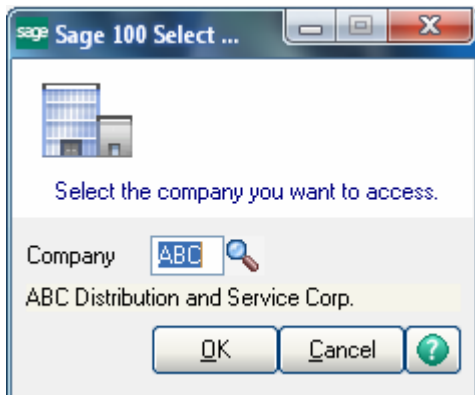 sage Sage 100 Select ...
Select the company you want to access.
Company ABC
ABC Distribution and Service Corp.
OK Cancel ?